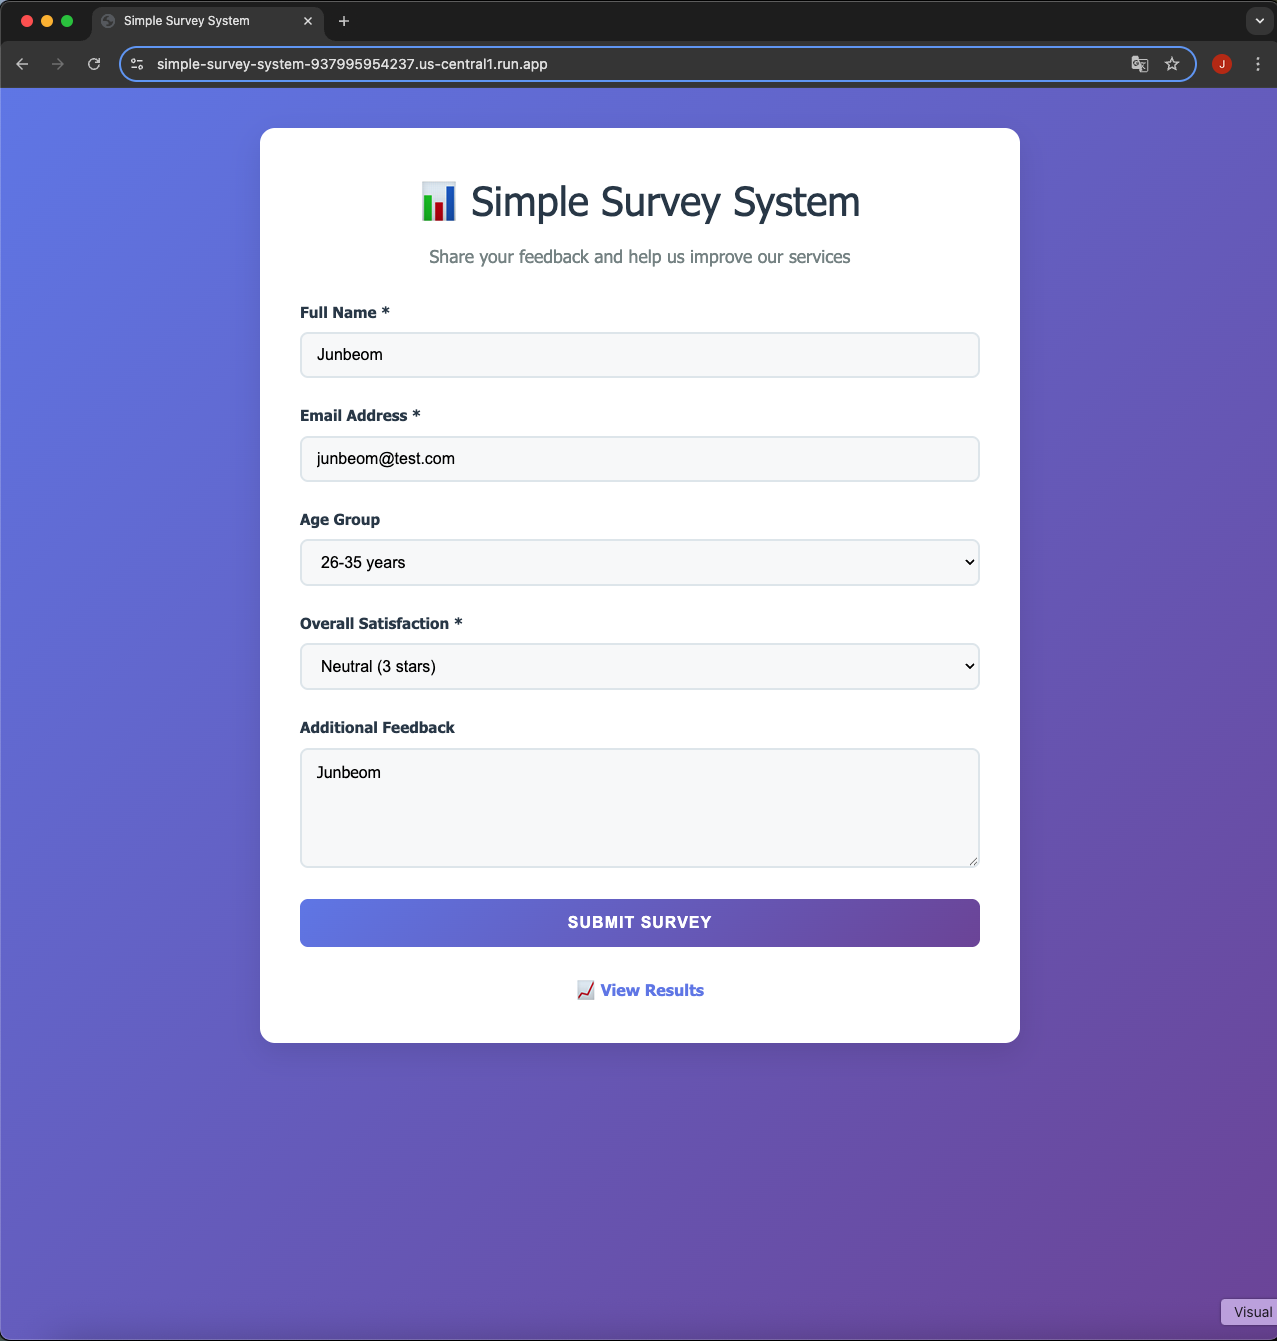 Simple Survey System
simple-survey-system-937995954237.us-central1.run.app
J
Simple Survey System
Share your feedback and help us improve our services
Full Name *
Junbeom
Email Address *
junbeom@test.com
Age Group
26-35 years
Overall Satisfaction *
Neutral (3 stars)
Additional Feedback
Junbeom
SUBMIT SURVEY
View Results
Visual